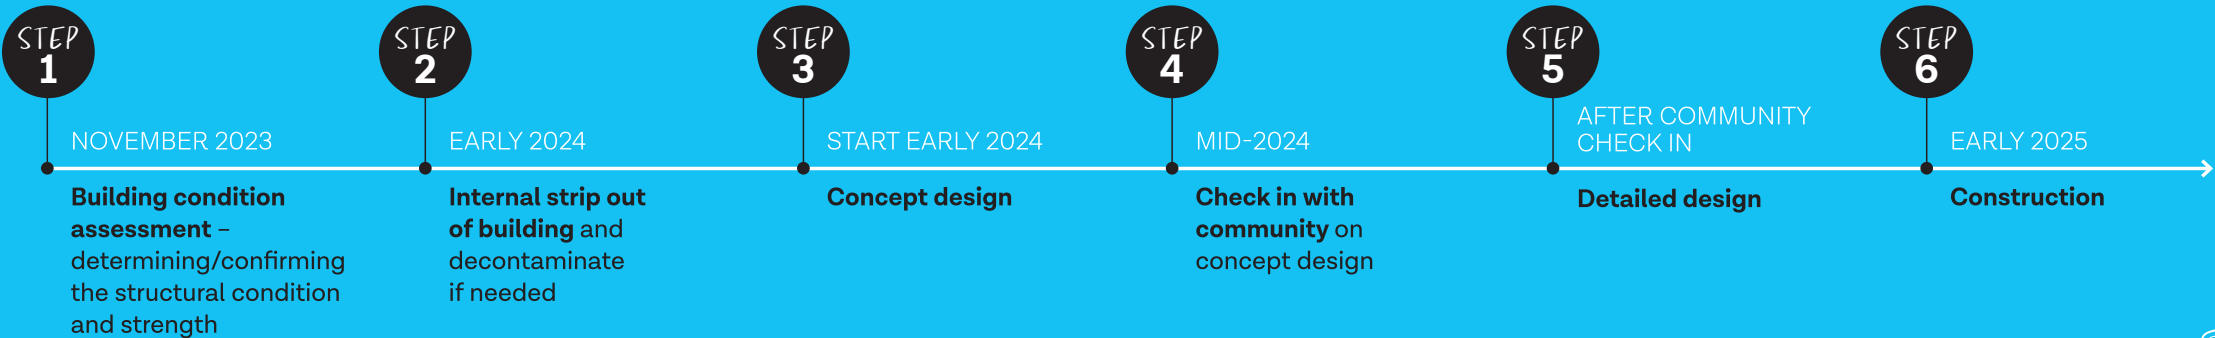 STEP
1
NOVEMBER 2023
Building condition
assessment –
determining/confirming
the structural condition
and strength
STEP
2
EARLY 2024
Internal strip out
of building and
decontaminate
if needed
STEP
3
START EARLY 2024
Concept design
STEP
4
MID-2024
Check in with
community on
concept design
STEP
5
AFTER COMMUNITY
CHECK IN
Detailed design
STEP
6
EARLY 2025
Construction